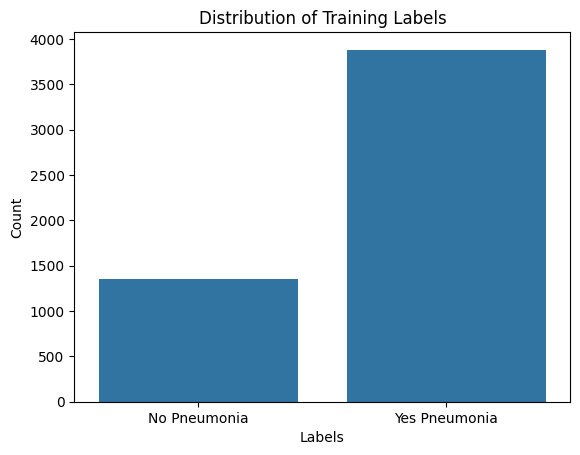 Distribution of Training Labels
4000
3500
3000
2500
2000
1500
1000
500
0
Count
No Pneumonia Yes Pneumonia
Labels